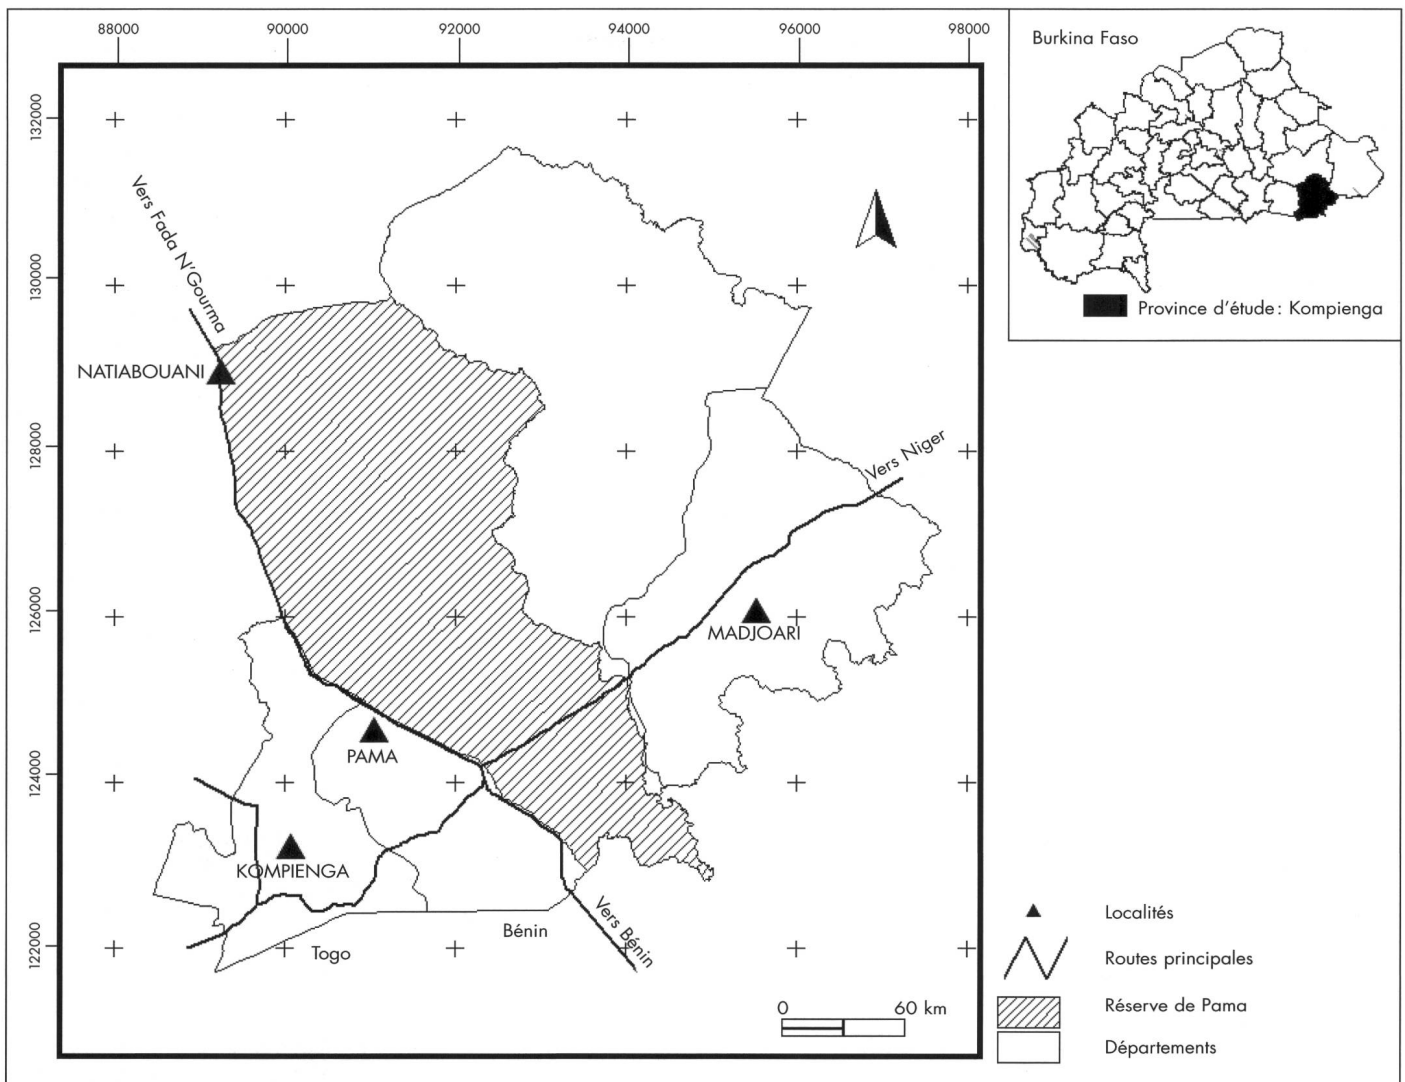 88000 90000 92000 94000 96000 98000
132000
130000
128000
126000
124000
122000
Vers Fada N'Gourma
NATIABOUANI
Vers Niger
MADJOARI
PAMA
KOMPIENGA
Vers Bénin
Bénin
Togo
0 60 km
Burkina Faso
Province d'étude : Kompienga
Localités
Routes principales
Réserve de Pama
Départements